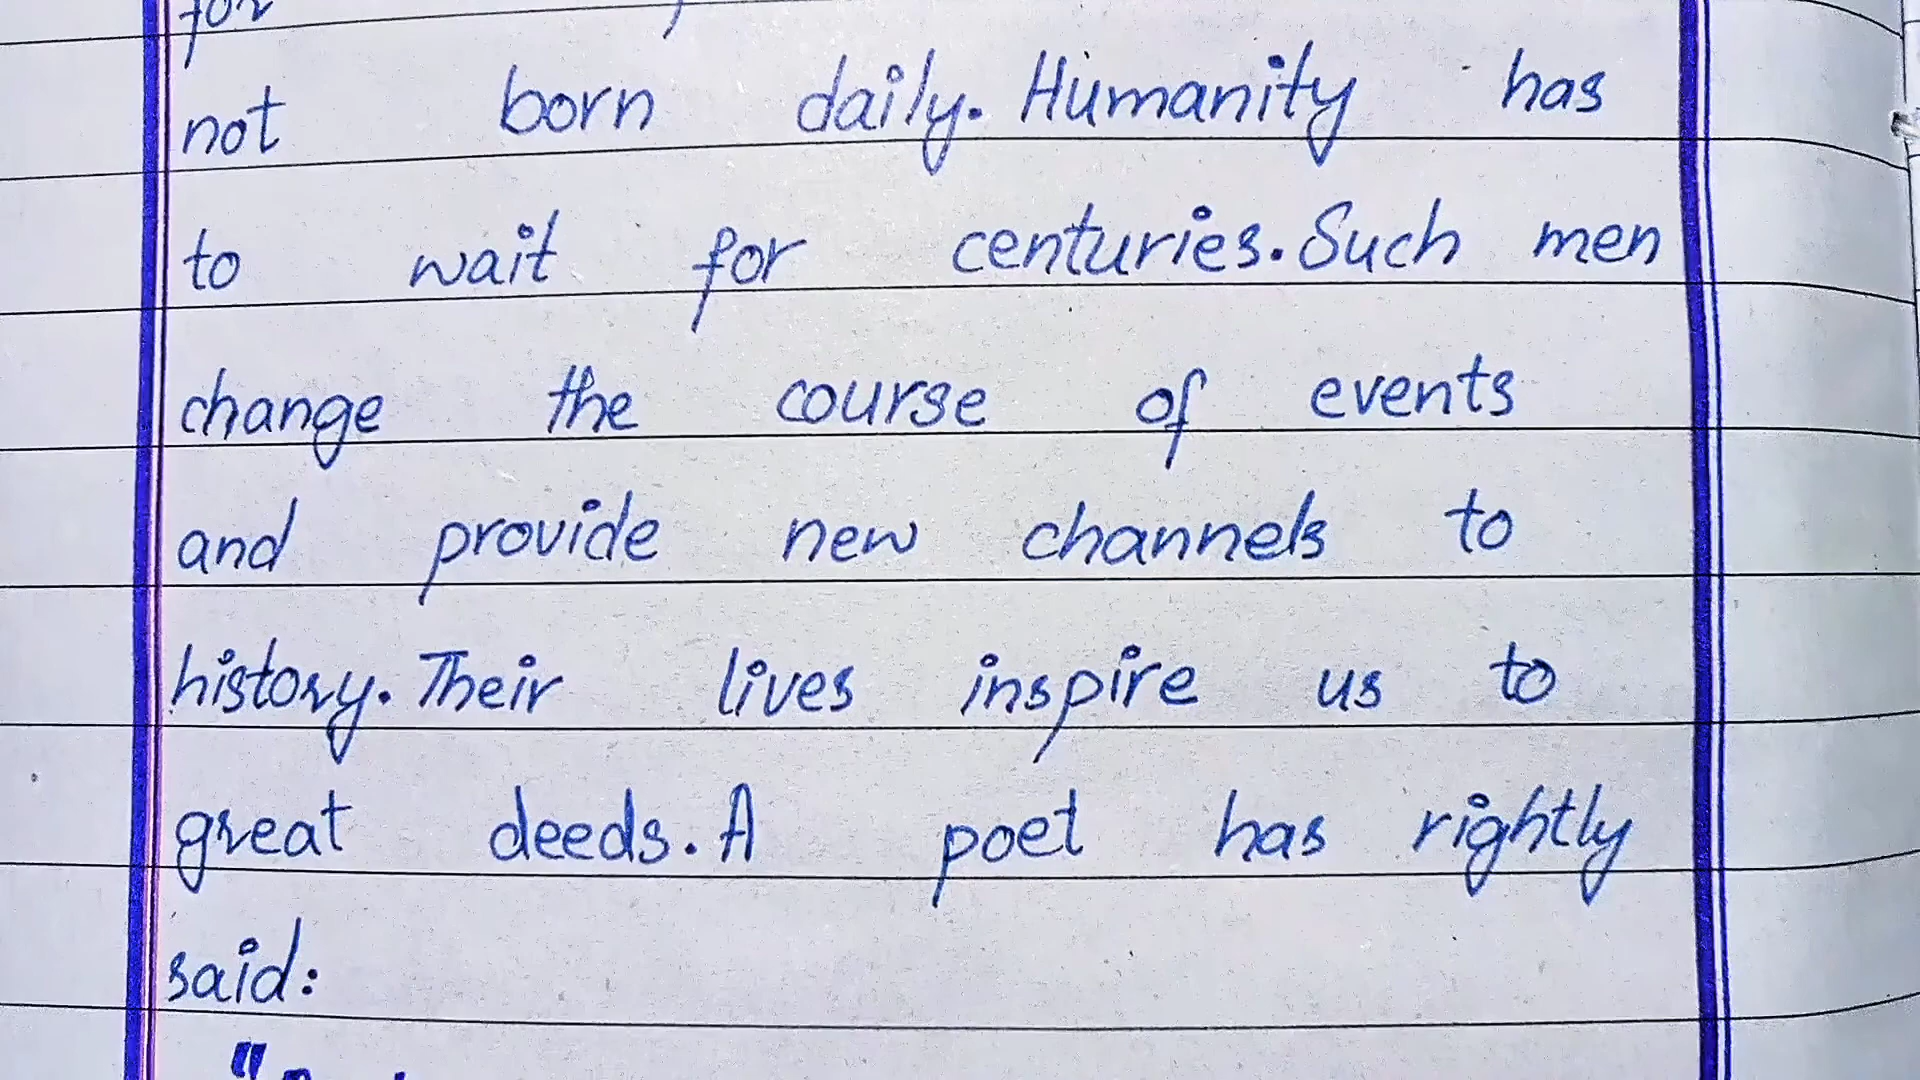 for
not born daily. Humanity has
to wait for centuries. Such men
change the course of events
and provide new channels to
history. Their lives inspire us to
great deeds. A poet has rightly
said:
"